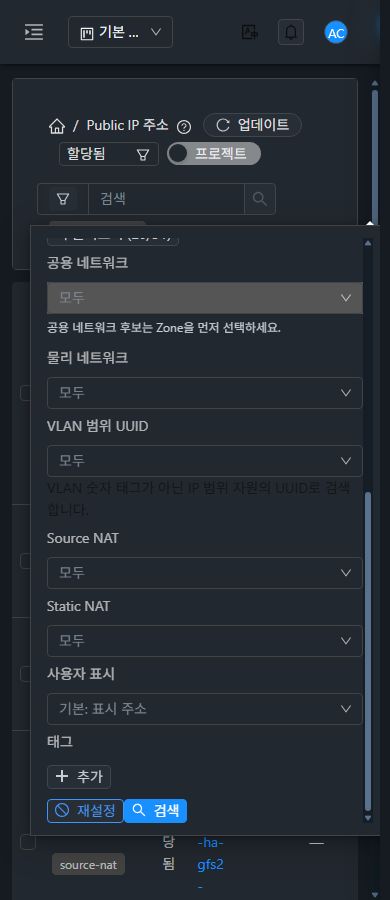 기본 ...
AC
/ Public IP 주소
업데이트
할당됨
프로젝트
검색
공용 네트워크
모두
공용 네트워크 후보는 Zone을 먼저 선택하세요.
물리 네트워크
모두
VLAN 범위 UUID
모두
VLAN 숫자 태그가 아닌 IP 범위 자원의 UUID로 검색
합니다.
Source NAT
모두
Static NAT
모두
사용자 표시
기본: 표시 주소
태그
+ 추가
재설정
검색
당
됨
source-nat
-ha-
gfs2
-
—